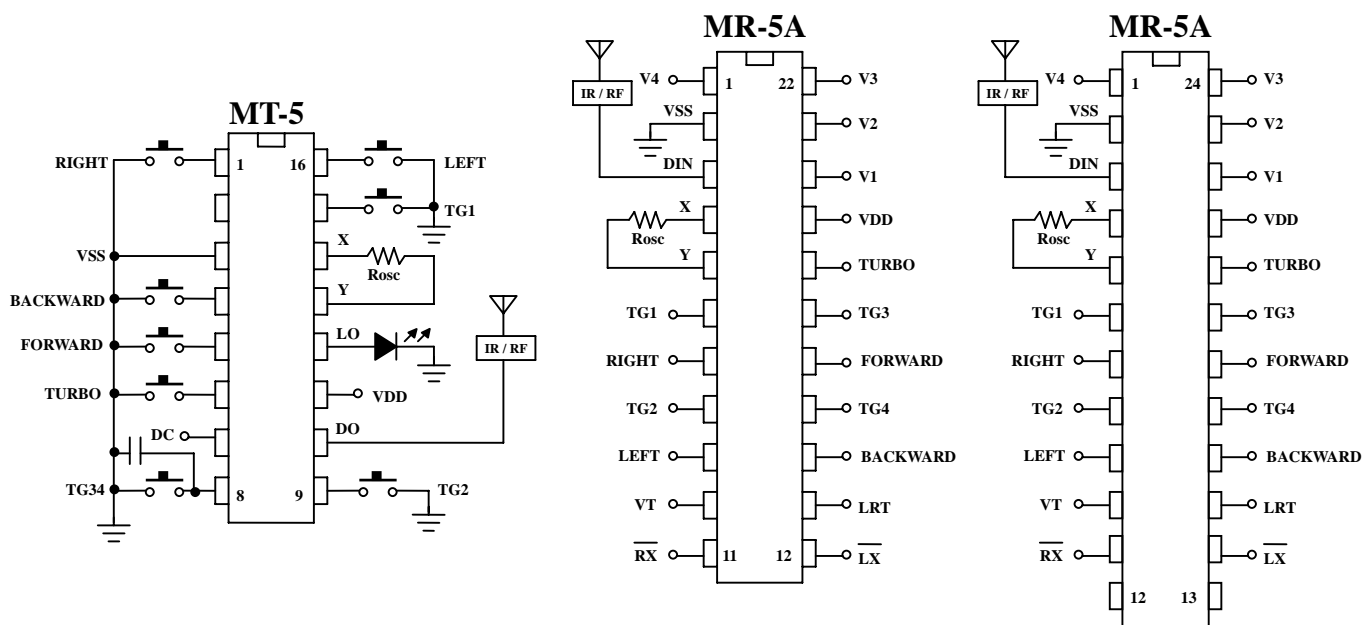 MT-5
RIGHT
1
16
LEFT
TG1
VSS
X
Rosc
BACKWARD
Y
FORWARD
LO
IR / RF
TURBO
VDD
DC
DO
TG34
8
9
TG2
MR-5A
IR / RF
V4
1
22
V3
VSS
V2
DIN
V1
X
Rosc
VDD
Y
TURBO
TG1
TG3
RIGHT
FORWARD
TG2
TG4
LEFT
BACKWARD
VT
LRT
R̅X̅
11
12
L̅X̅
MR-5A
IR / RF
V4
1
24
V3
VSS
V2
DIN
V1
X
Rosc
VDD
Y
TURBO
TG1
TG3
RIGHT
FORWARD
TG2
TG4
LEFT
BACKWARD
VT
LRT
R̅X̅
L̅X̅
12
13